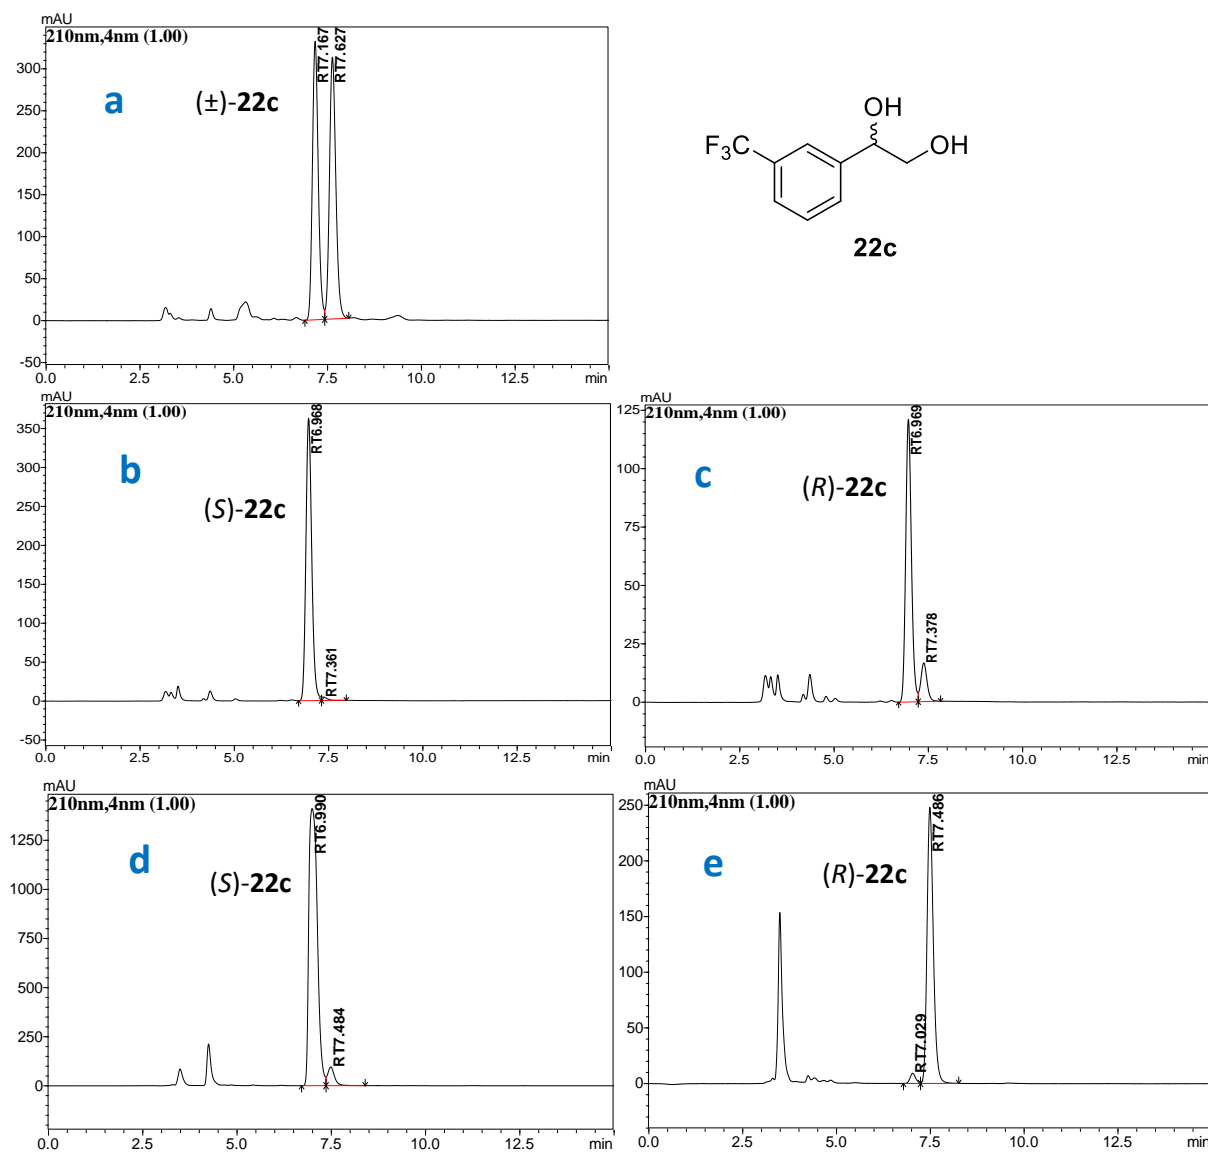 mAU
210nm,4nm (1.00)
RT7.167
RT7.627
a
(±)-22c
300
250
200
150
100
50
0
-50
0.0 2.5 5.0 7.5 10.0 12.5 min
OH
F3C
OH
22c
mAU
210nm,4nm (1.00)
RT6.968
RT7.361
b
(S)-22c
350
300
250
200
150
100
50
0
-50
0.0 2.5 5.0 7.5 10.0 12.5 min
mAU
210nm,4nm (1.00)
RT6.969
RT7.378
c
(R)-22c
125
100
75
50
25
0
0.0 2.5 5.0 7.5 10.0 12.5 min
mAU
210nm,4nm (1.00)
RT6.990
RT7.484
d
(S)-22c
1250
1000
750
500
250
0
0.0 2.5 5.0 7.5 10.0 12.5 min
mAU
210nm,4nm (1.00)
RT7.029
RT7.486
e
(R)-22c
250
200
150
100
50
0
0.0 2.5 5.0 7.5 10.0 12.5 min